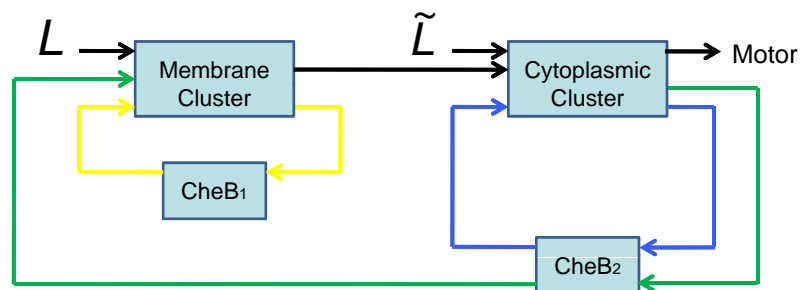 L
L̃
Membrane
Cluster
Cytoplasmic
Cluster
Motor
CheB₁
CheB₂